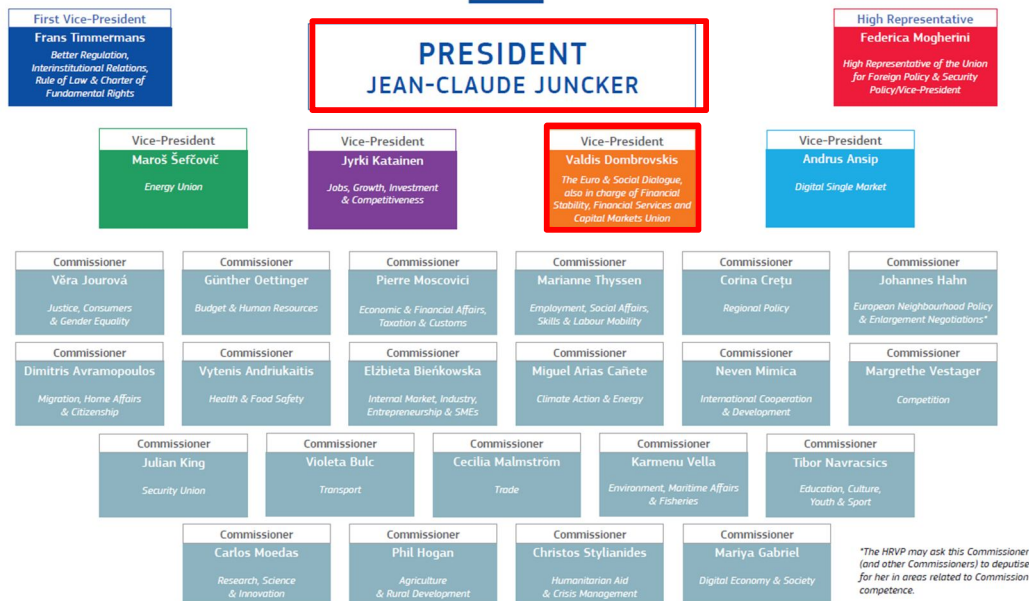 First Vice-President
Frans Timmermans
Better Regulation,
Interinstitutional Relations,
Rule of Law & Charter of
Fundamental Rights
PRESIDENT
JEAN-CLAUDE JUNCKER
High Representative
Federica Mogherini
High Representative of the Union
for Foreign Policy & Security
Policy/Vice-President
Vice-President
Maroš Šefčovič
Energy Union
Vice-President
Jyrki Katainen
Jobs, Growth, Investment
& Competitiveness
Vice-President
Valdis Dombrovskis
The Euro & Social Dialogue,
also in charge of Financial
Stability, Financial Services and
Capital Markets Union
Vice-President
Andrus Ansip
Digital Single Market
Commissioner
Věra Jourová
Justice, Consumers
& Gender Equality
Commissioner
Günther Oettinger
Budget & Human Resources
Commissioner
Pierre Moscovici
Economic & Financial Affairs,
Taxation & Customs
Commissioner
Marianne Thyssen
Employment, Social Affairs,
Skills & Labour Mobility
Commissioner
Corina Crețu
Regional Policy
Commissioner
Johannes Hahn
European Neighbourhood Policy
& Enlargement Negotiations*
Commissioner
Dimitris Avramopoulos
Migration, Home Affairs
& Citizenship
Commissioner
Vytenis Andriukaitis
Health & Food Safety
Commissioner
Elżbieta Bieńkowska
Internal Market, Industry,
Entrepreneurship & SMEs
Commissioner
Miguel Arias Cañete
Climate Action & Energy
Commissioner
Neven Mimica
International Cooperation
& Development
Commissioner
Margrethe Vestager
Competition
Commissioner
Julian King
Security Union
Commissioner
Violeta Bulc
Transport
Commissioner
Cecilia Malmström
Trade
Commissioner
Karmenu Vella
Environment, Maritime Affairs
& Fisheries
Commissioner
Tibor Navracsics
Education, Culture,
Youth & Sport
Commissioner
Carlos Moedas
Research, Science
& Innovation
Commissioner
Phil Hogan
Agriculture
& Rural Development
Commissioner
Christos Stylianides
Humanitarian Aid
& Crisis Management
Commissioner
Mariya Gabriel
Digital Economy & Society
*The HRVP may ask this Commissioner
(and other Commissioners) to deputise
for her in areas related to Commission
competence.